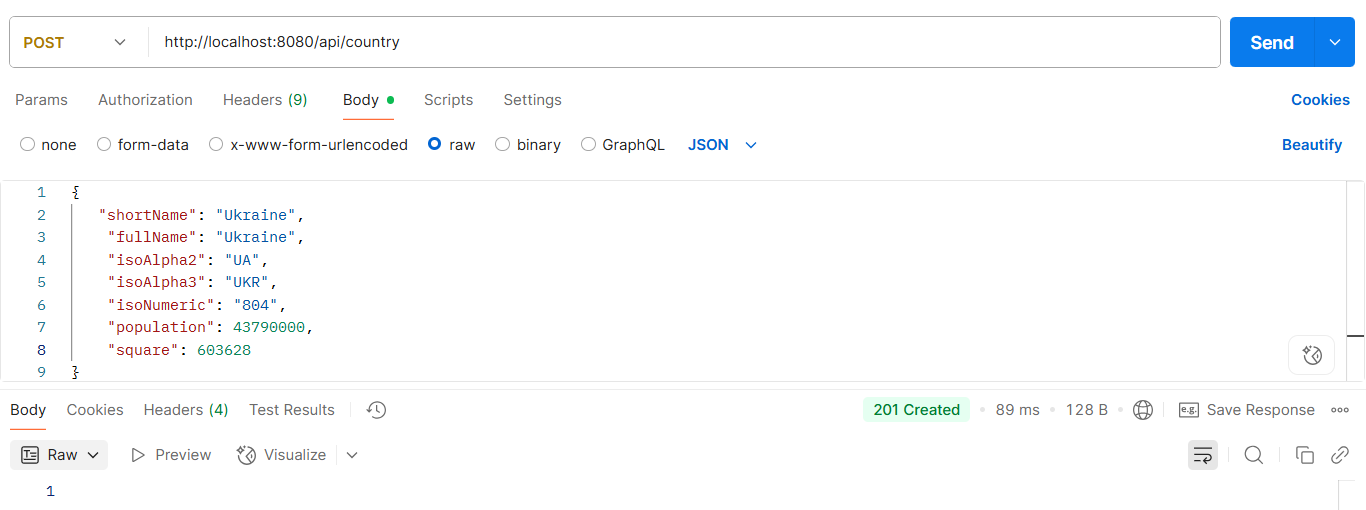 POST http://localhost:8080/api/country Send
Params Authorization Headers (9) Body Scripts Settings Cookies
none form-data x-www-form-urlencoded raw binary GraphQL JSON Beautify
1 {
2 "shortName": "Ukraine",
3 "fullName": "Ukraine",
4 "isoAlpha2": "UA",
5 "isoAlpha3": "UKR",
6 "isoNumeric": "804",
7 "population": 43790000,
8 "square": 603628
9 }
Body Cookies Headers (4) Test Results 201 Created 89 ms 128 B e.g. Save Response
Raw Preview Visualize
1